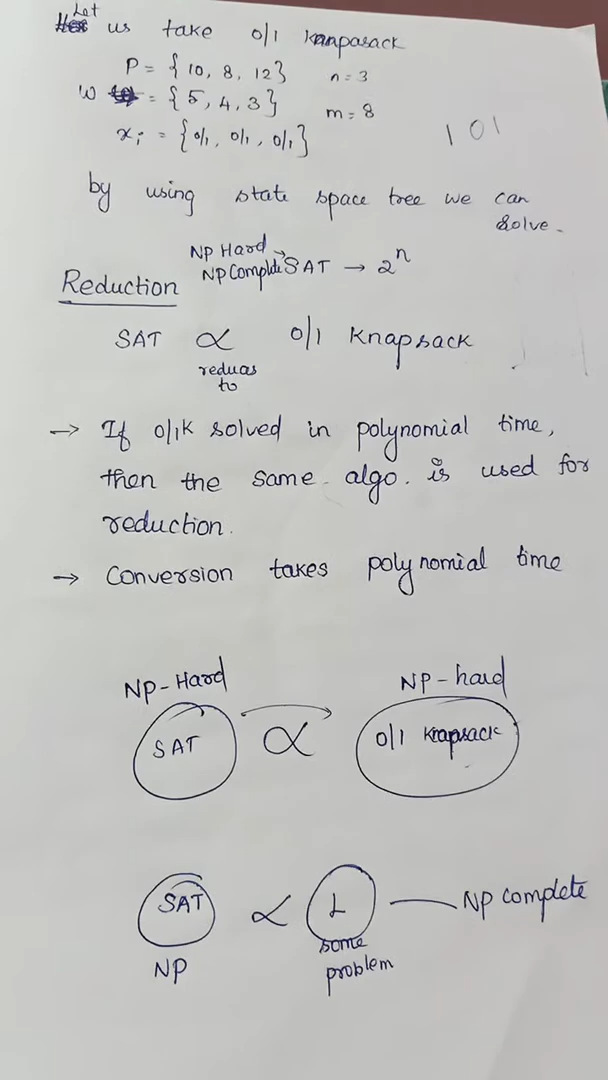 Let
us take 0/1 Knapasack
P = {10, 8, 12} n = 3
w = {5, 4, 3} m = 8
xi = {0/1, 0/1, 0/1} 1 0 1
by using state space tree we can
solve.
NP Hard →
NP Complete SAT → 2^n
Reduction
SAT ∝ 0/1 Knapsack
reduces
to
→ If 0/1K solved in polynomial time,
then the same algo. is used for
reduction.
→ Conversion takes polynomial time
NP-Hard NP-hard
SAT ∝ 0/1 Knapsack
SAT ∝ L — NP complete
NP some
problem